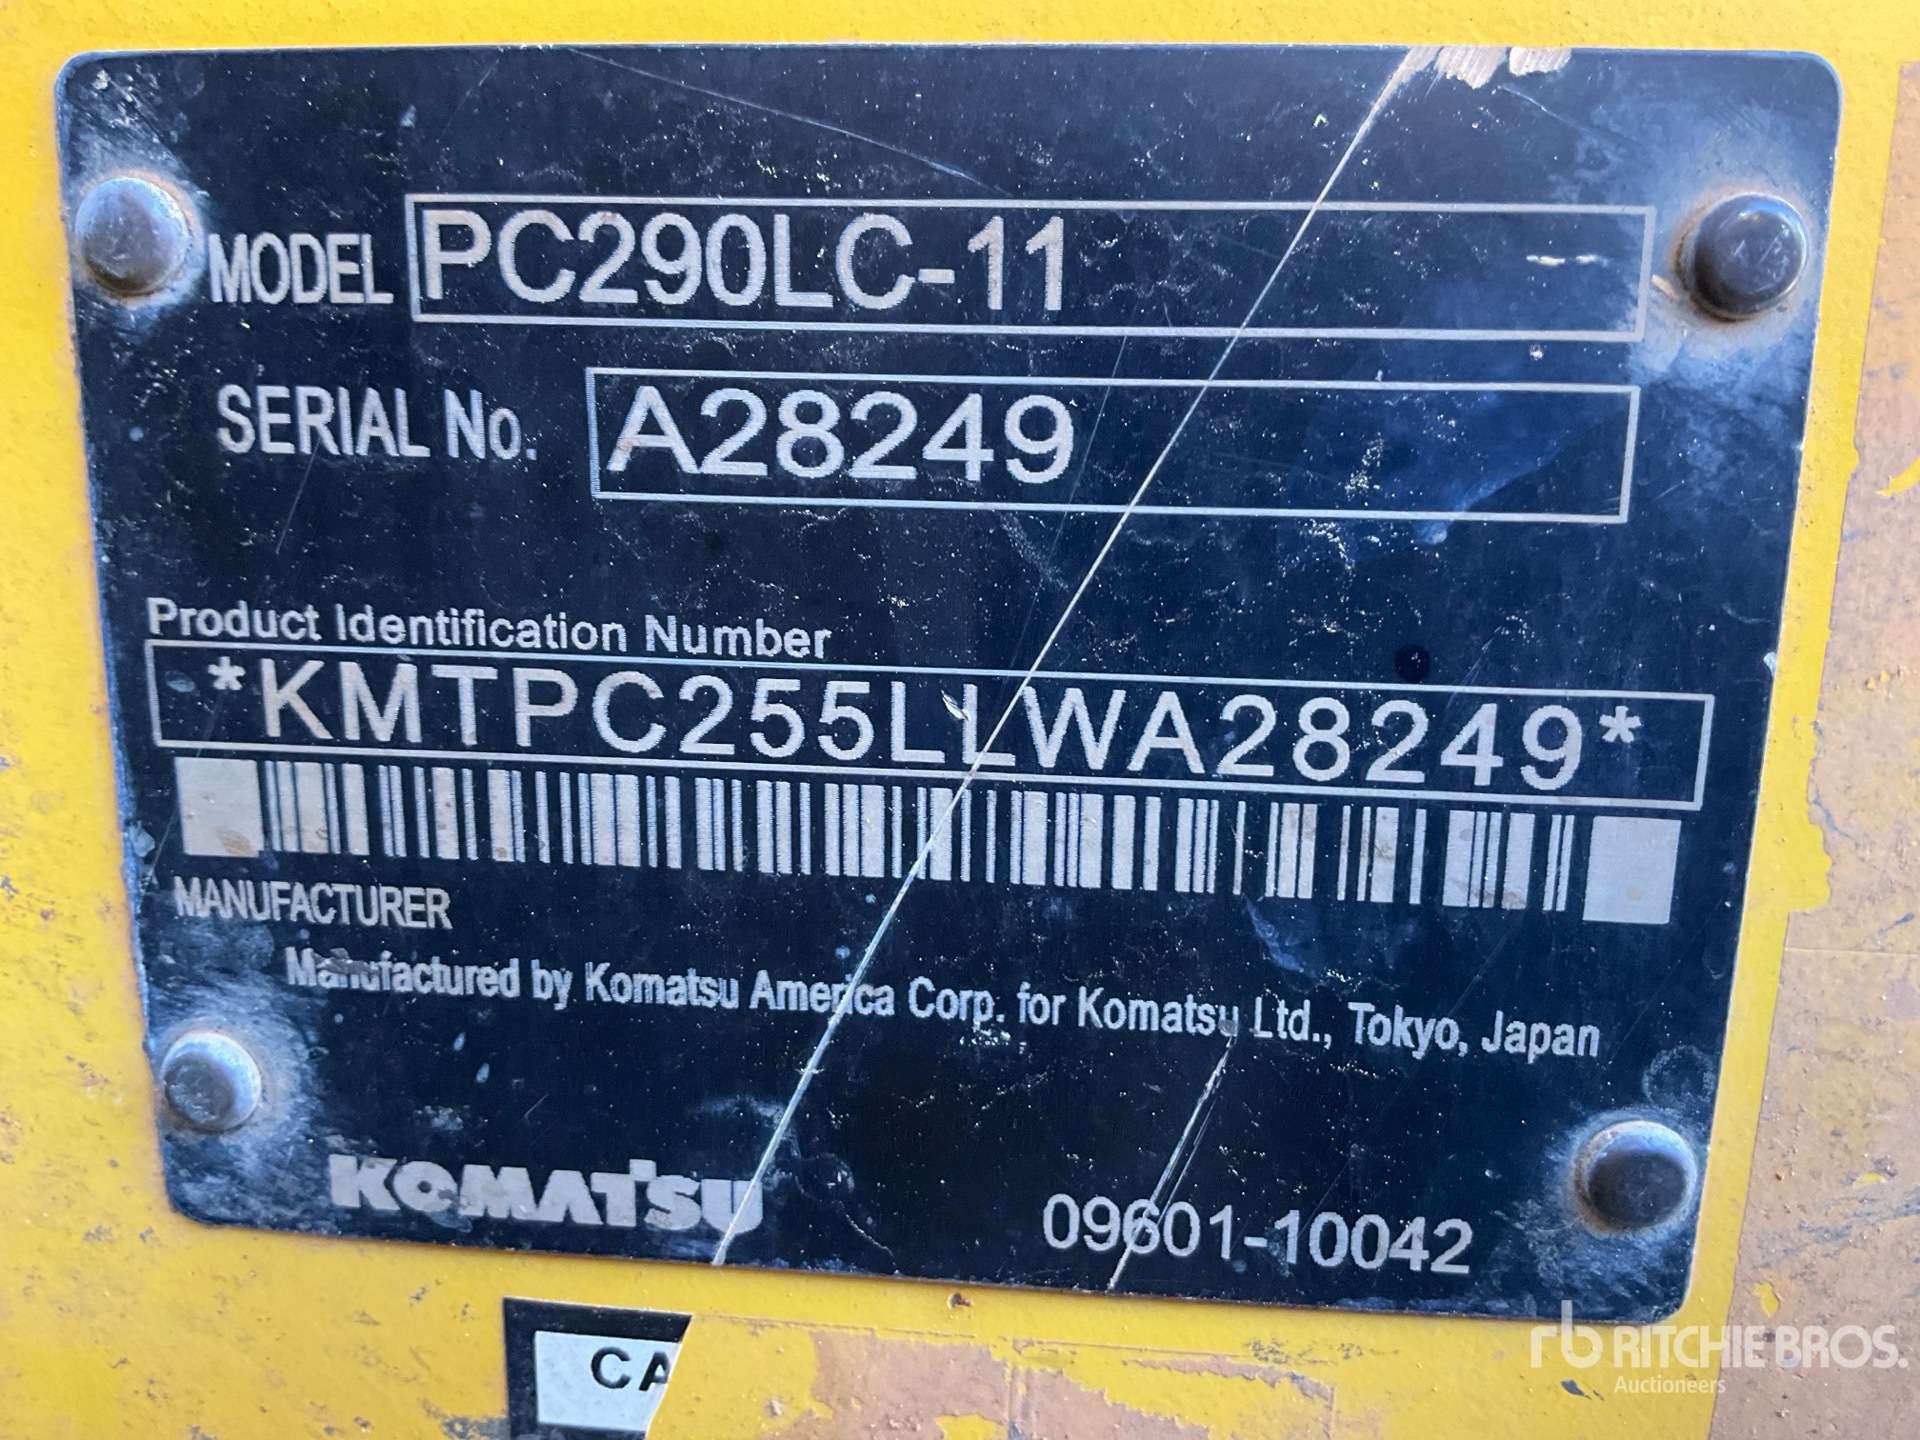 MODEL PC290LC-11
SERIAL No. A28249
Product Identification Number
*KMTPC255LLWA28249*
MANUFACTURER
Manufactured by Komatsu America Corp. for Komatsu Ltd., Tokyo, Japan
KOMATSU 09601-10042
CA
rb RITCHIE BROS.
Auctioneers